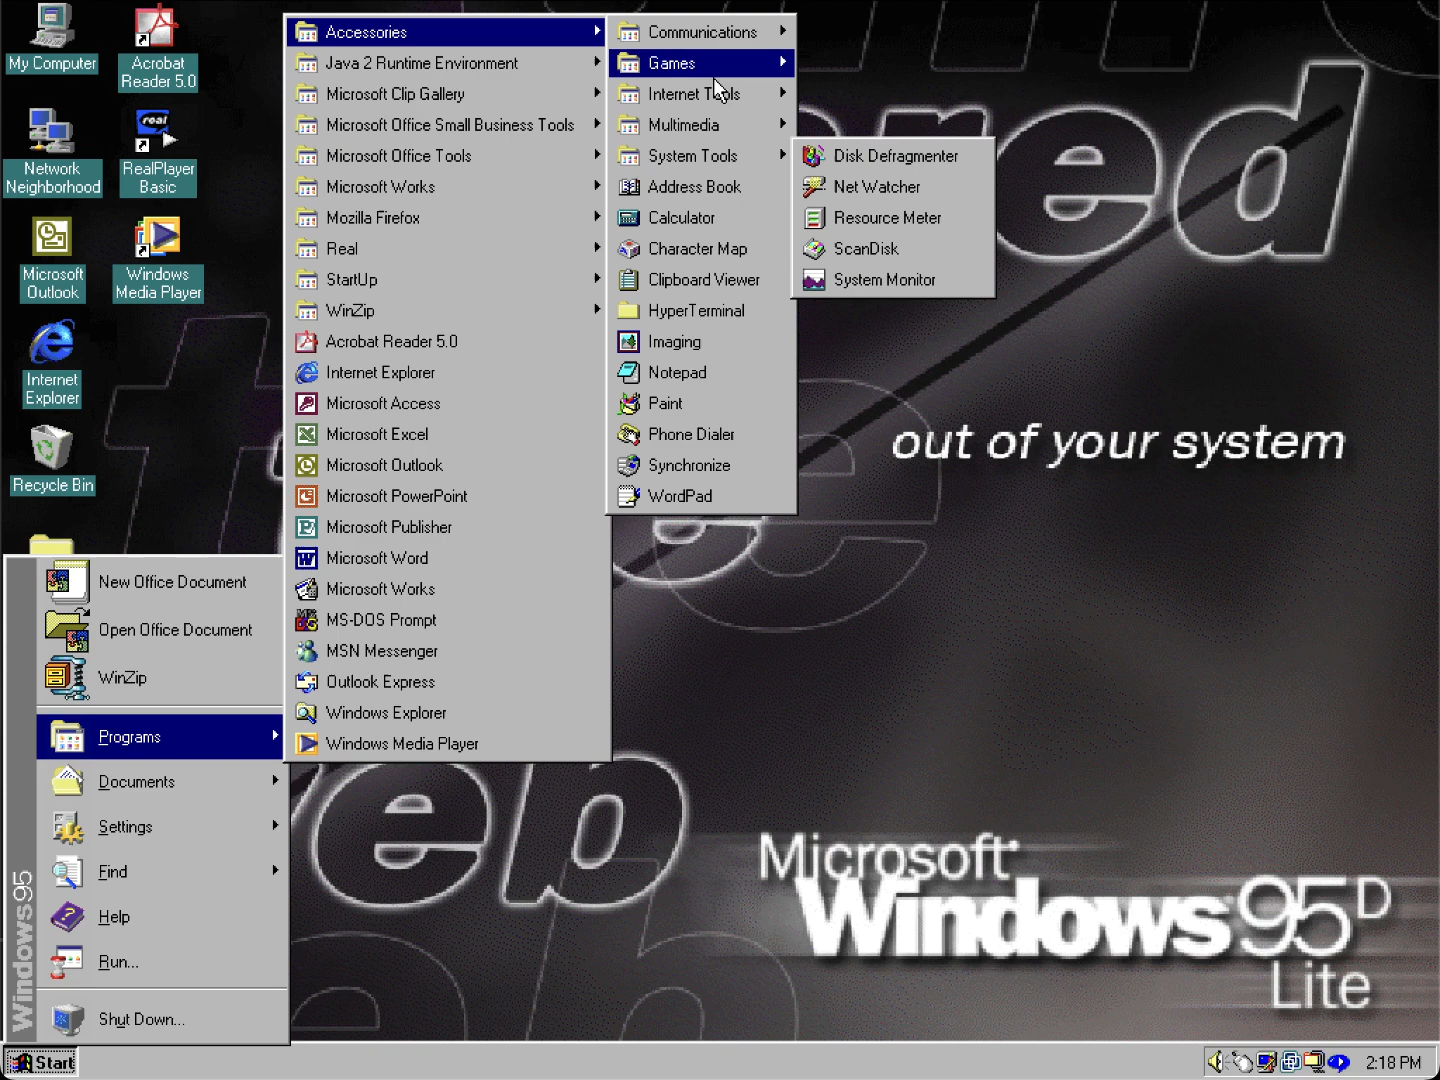 My Computer
Acrobat
Reader 5.0
Network
Neighborhood
real
RealPlayer
Basic
Microsoft
Outlook
Windows
Media Player
Internet
Explorer
Recycle Bin
New Office Document
Open Office Document
WinZip
Programs
Documents
Settings
Find
Help
Run...
Shut Down...
Windows95
Start
Accessories
Java 2 Runtime Environment
Microsoft Clip Gallery
Microsoft Office Small Business Tools
Microsoft Office Tools
Microsoft Works
Mozilla Firefox
Real
StartUp
WinZip
Acrobat Reader 5.0
Internet Explorer
Microsoft Access
Microsoft Excel
Microsoft Outlook
Microsoft PowerPoint
Microsoft Publisher
Microsoft Word
Microsoft Works
MS-DOS Prompt
MSN Messenger
Outlook Express
Windows Explorer
Windows Media Player
Communications
Games
Internet Tools
Multimedia
System Tools
Address Book
Calculator
Character Map
Clipboard Viewer
HyperTerminal
Imaging
Notepad
Paint
Phone Dialer
Synchronize
WordPad
Disk Defragmenter
Net Watcher
Resource Meter
ScanDisk
System Monitor
out of your system
Microsoft
Windows 95 D
Lite
2:18 PM